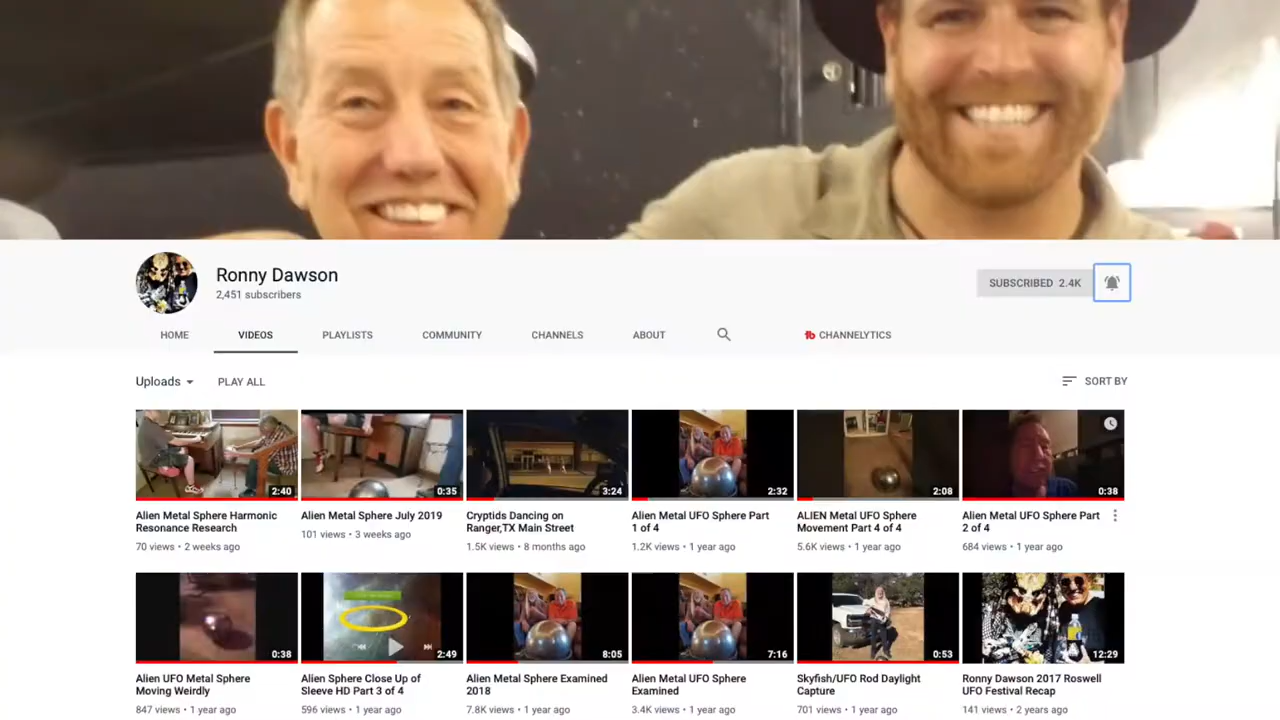 Ronny Dawson
2,451 subscribers
SUBSCRIBED 2.4K
HOME VIDEOS PLAYLISTS COMMUNITY CHANNELS ABOUT CHANNELYTICS
Uploads PLAY ALL SORT BY
2:40 0:35 3:24 2:32 2:08 0:38
Alien Metal Sphere Harmonic
Resonance Research
70 views • 2 weeks ago
Alien Metal Sphere July 2019
101 views • 3 weeks ago
Cryptids Dancing on
Ranger,TX Main Street
1.5K views • 8 months ago
Alien Metal UFO Sphere Part
1 of 4
1.2K views • 1 year ago
ALIEN Metal UFO Sphere
Movement Part 4 of 4
5.6K views • 1 year ago
Alien Metal UFO Sphere Part
2 of 4
684 views • 1 year ago
0:38 2:49 8:05 7:16 0:53 12:29
Alien UFO Metal Sphere
Moving Weirdly
847 views • 1 year ago
Alien Sphere Close Up of
Sleeve HD Part 3 of 4
596 views • 1 year ago
Alien Metal Sphere Examined
2018
7.8K views • 1 year ago
Alien Metal UFO Sphere
Examined
3.4K views • 1 year ago
Skyfish/UFO Rod Daylight
Capture
701 views • 1 year ago
Ronny Dawson 2017 Roswell
UFO Festival Recap
141 views • 2 years ago